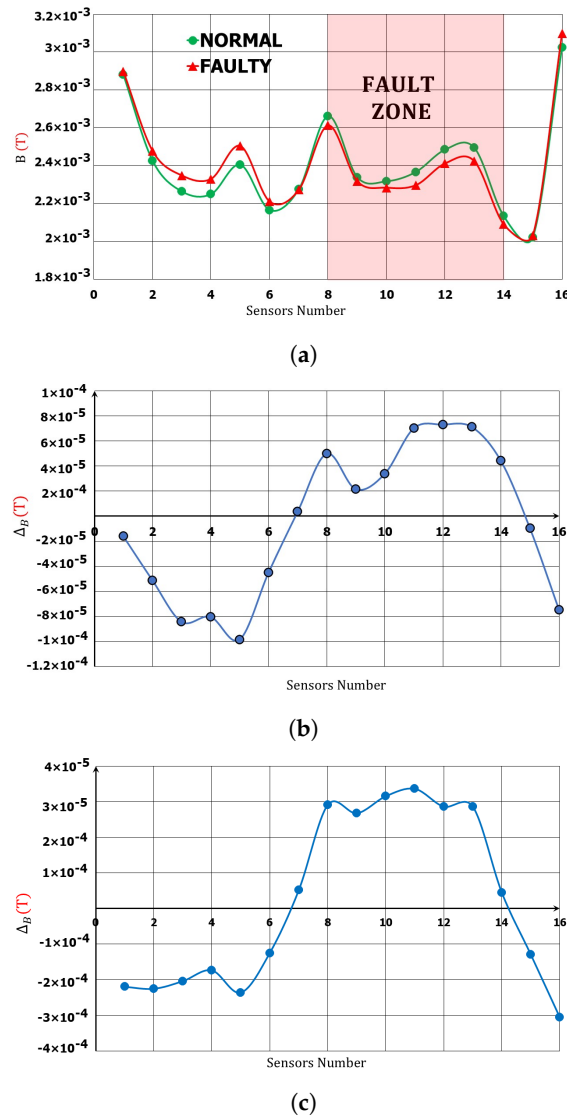 3.2×10⁻³
3×10⁻³
2.6×10⁻³
2.4×10⁻³
2.2×10⁻³
2×10⁻³
1.8×10⁻³
B (T)
NORMAL
FAULTY
FAULT
ZONE
0 2 4 6 8 10 12 14 16
Sensors Number
(a)
1×10⁻⁴
8×10⁻⁵
6×10⁻⁵
4×10⁻⁵
2×10⁻⁴
-2×10⁻⁵
-4×10⁻⁵
-6×10⁻⁵
-8×10⁻⁵
-1×10⁻⁴
-1.2×10⁻⁴
Δ_B (T)
0 2 4 6 8 10 12 14 16
Sensors Number
(b)
4×10⁻⁵
3×10⁻⁵
2×10⁻⁵
1×10⁻⁴
-1×10⁻⁴
-2×10⁻⁴
-3×10⁻⁴
-4×10⁻⁴
Δ_B (T)
0 2 4 6 8 10 12 14 16
Sensors Number
(c)